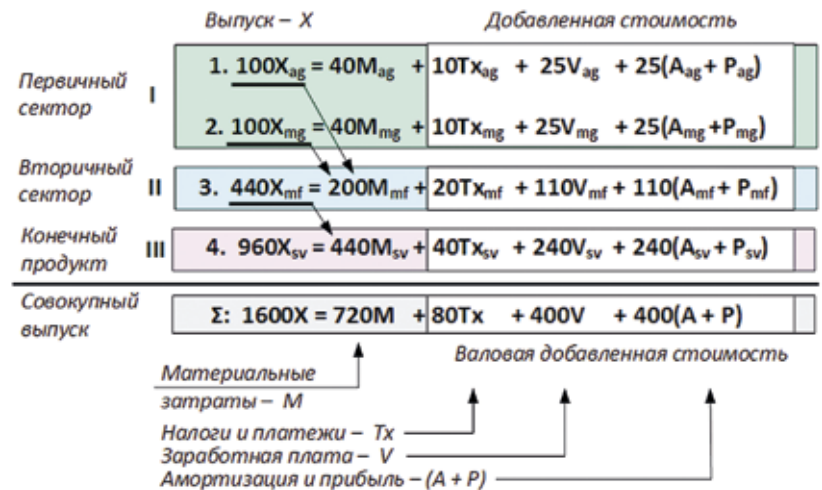 Выпуск – X Добавленная стоимость
Первичный сектор I
1. 100Xag = 40Mag + 10Txag + 25Vag + 25(Aag + Pag)
2. 100Xmg = 40Mmg + 10Txmg + 25Vmg + 25(Amg +Pmg)
Вторичный сектор II
3. 440Xmf = 200Mmf + 20Txmf + 110Vmf + 110(Amf + Pmf)
Конечный продукт III
4. 960Xsv = 440Msv + 40Txsv + 240Vsv + 240(Asv + Psv)
Совокупный выпуск
Σ: 1600X = 720M + 80Tx + 400V + 400(A + P)
Валовая добавленная стоимость
Материальные
затраты – M
Налоги и платежи – Tx
Заработная плата – V
Амортизация и прибыль – (A + P)